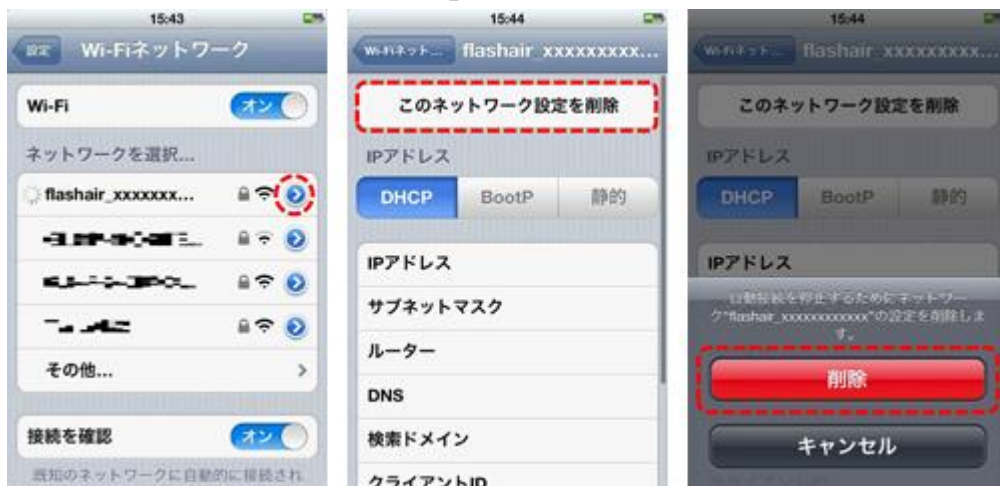 15:43
設定
Wi-Fiネットワーク
Wi-Fi
オン
ネットワークを選択...
flashair_xxxxxxx...
その他...
接続を確認
オン
既知のネットワークに自動的に接続され
15:44
Wi-Fiネット...
flashair_xxxxxxxxx...
このネットワーク設定を削除
IPアドレス
DHCP
BootP
静的
IPアドレス
サブネットマスク
ルーター
DNS
検索ドメイン
クライアントID
15:44
Wi-Fiネット...
flashair_xxxxxxxxx...
このネットワーク設定を削除
IPアドレス
DHCP
BootP
静的
IPアドレス
自動接続を停止するためにネットワー
ク"flashair_xxxxxxxxxxxx"の設定を削除しま
す。
削除
キャンセル